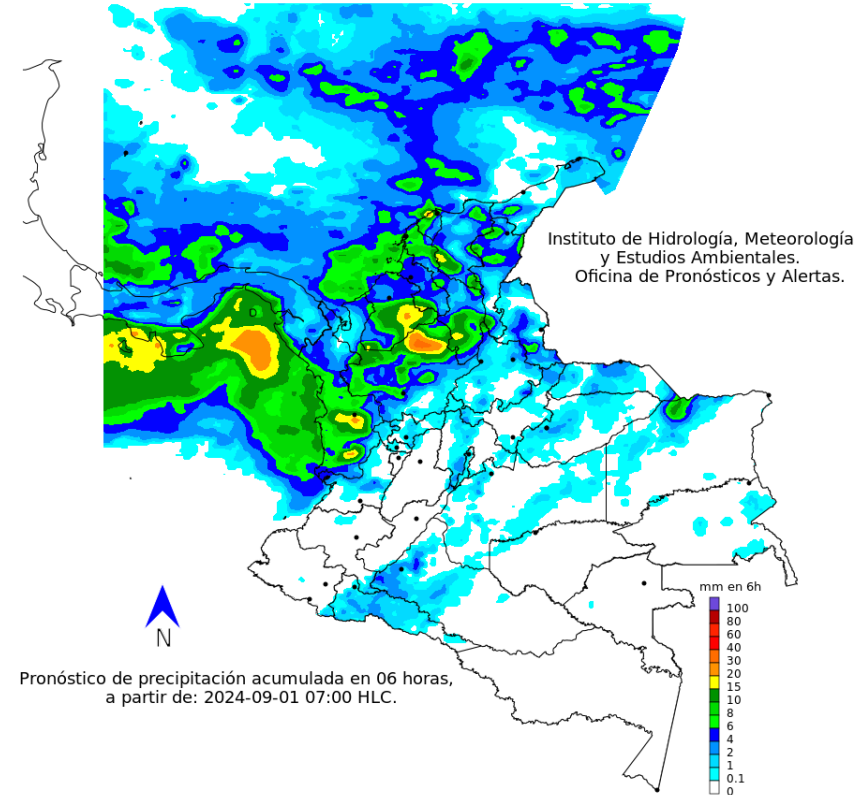 Instituto de Hidrología, Meteorología
y Estudios Ambientales.
Oficina de Pronósticos y Alertas.
mm en 6h
100
80
60
40
30
20
15
10
8
6
4
2
1
0.1
0
N
Pronóstico de precipitación acumulada en 06 horas,
a partir de: 2024-09-01 07:00 HLC.